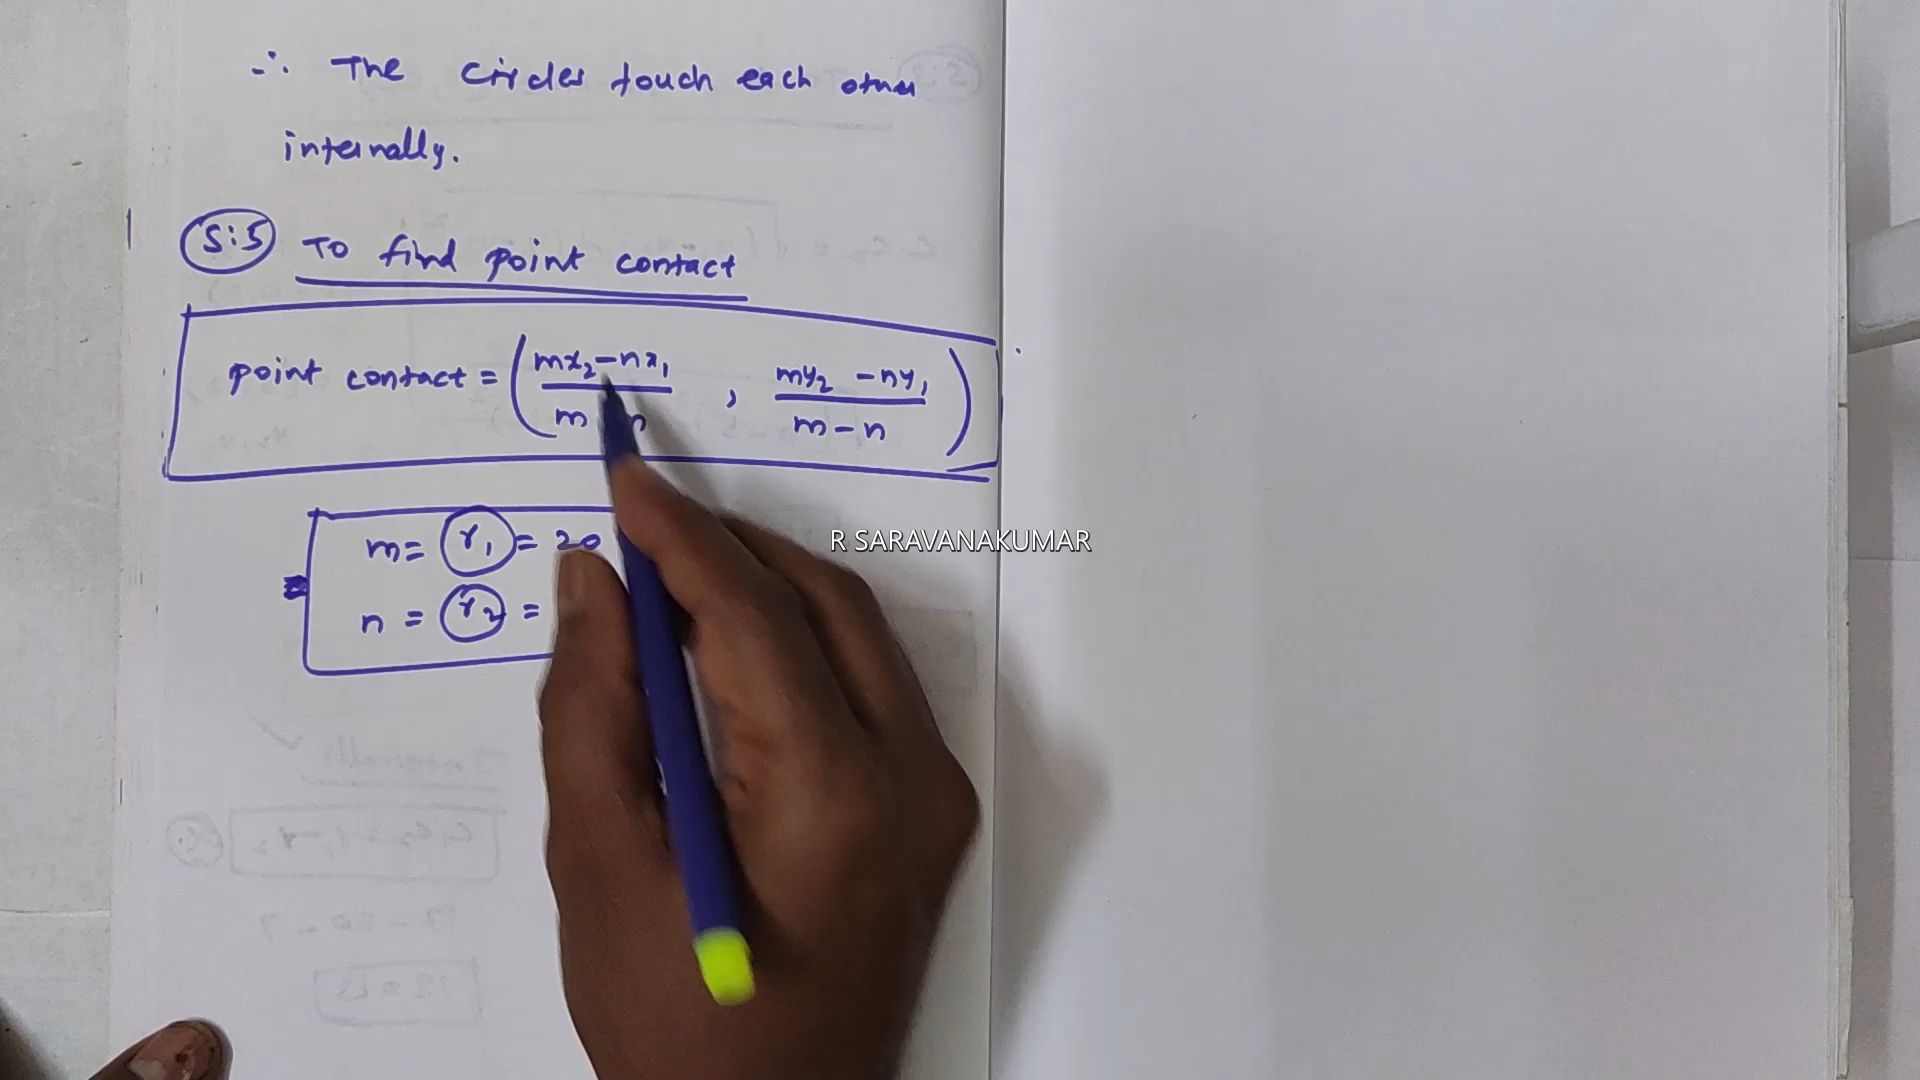 ∴ The circles touch each other
internally.
S:5 To find point contact
point contact = ( mx₂ - nx₁ / m n , my₂ - ny₁ / m - n )
m = r₁ = 20
n = r₂ =
R SARAVANAKUMAR